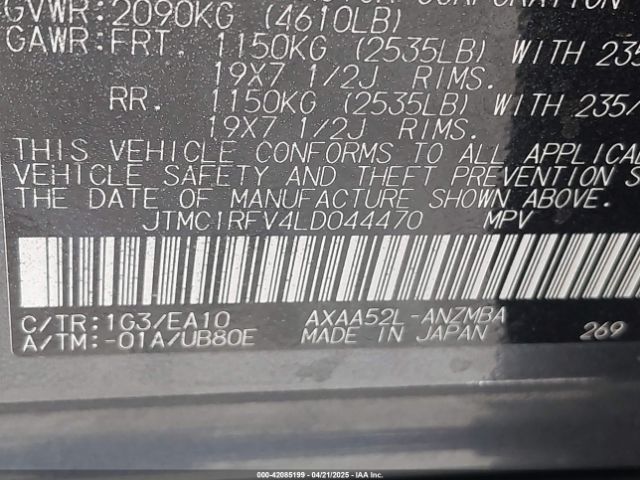 CORPORATION
GVWR: 2090KG (4610LB)
GAWR: FRT. 1150KG (2535LB) WITH 235
19X7 1/2J RIMS.
RR. 1150KG (2535LB) WITH 235/
19X7 1/2J RIMS.
THIS VEHICLE CONFORMS TO ALL APPLICA
VEHICLE SAFETY AND THEFT PREVENTION S
THE DATE OF MANUFACTURE SHOWN ABOVE.
JTMC1RFV4LD044470 MPV
C/TR: 1G3/EA10 AXAA52L-ANZMBA
A/TM: -01A/UB80E MADE IN JAPAN 269
000-42085199 04/21/2025 - IAA 52